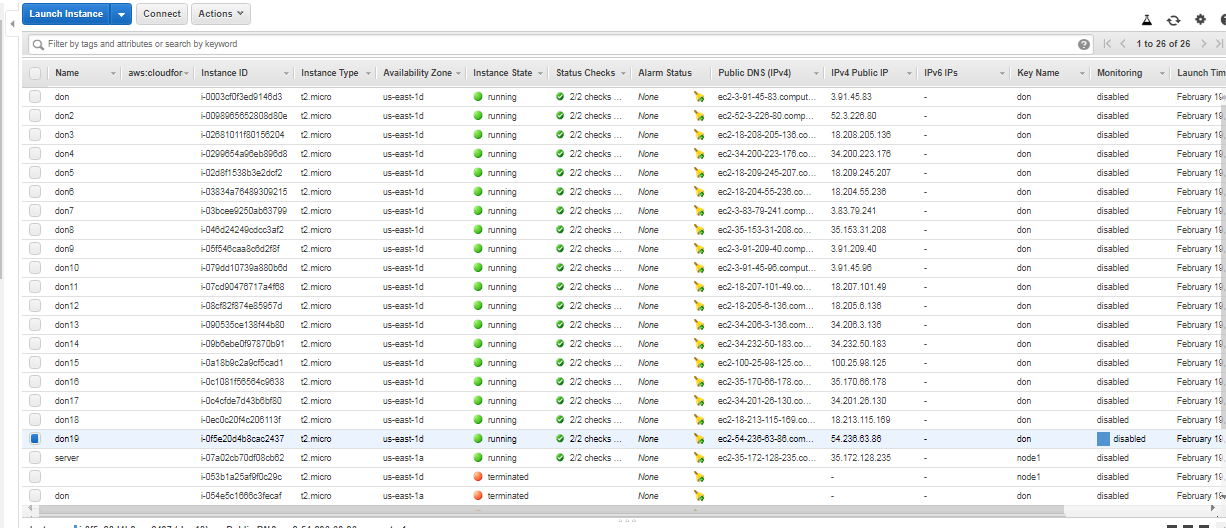 Launch Instance Connect Actions
Filter by tags and attributes or search by keyword 1 to 26 of 26
Name aws:cloudfor Instance ID Instance Type Availability Zone Instance State Status Checks Alarm Status Public DNS (IPv4) IPv4 Public IP IPv6 IPs Key Name Monitoring Launch Tim
don i-0003cf0f3ed9146d3 t2.micro us-east-1d running 2/2 checks ... None ec2-3-91-45-83.comput... 3.91.45.83 - don disabled February 19,
don2 i-0098965652808d80e t2.micro us-east-1d running 2/2 checks ... None ec2-52-3-226-80.comput... 52.3.226.80 - don disabled February 19,
don3 i-02681011f80156204 t2.micro us-east-1d running 2/2 checks ... None ec2-18-208-205-136.co... 18.208.205.136 - don disabled February 19,
don4 i-0299654a96eb896d8 t2.micro us-east-1d running 2/2 checks ... None ec2-34-200-223-176.co... 34.200.223.176 - don disabled February 19,
don5 i-02d8f1538b3e2dcf2 t2.micro us-east-1d running 2/2 checks ... None ec2-18-209-245-207.co... 18.209.245.207 - don disabled February 19,
don6 i-03834a76489309215 t2.micro us-east-1d running 2/2 checks ... None ec2-18-204-55-236.co... 18.204.55.236 - don disabled February 19,
don7 i-03bcee9250ab63799 t2.micro us-east-1d running 2/2 checks ... None ec2-3-83-79-241.comp... 3.83.79.241 - don disabled February 19,
don8 i-046d24249cdcc3af2 t2.micro us-east-1d running 2/2 checks ... None ec2-35-153-31-208.co... 35.153.31.208 - don disabled February 19,
don9 i-05f546caa8c6d2f8f t2.micro us-east-1d running 2/2 checks ... None ec2-3-91-209-40.comp... 3.91.209.40 - don disabled February 19,
don10 i-079dd10739a880b6d t2.micro us-east-1d running 2/2 checks ... None ec2-3-91-45-96.comput... 3.91.45.96 - don disabled February 19,
don11 i-07cd90476717a4f68 t2.micro us-east-1d running 2/2 checks ... None ec2-18-207-101-49.co... 18.207.101.49 - don disabled February 19,
don12 i-08cf82f874e85957d t2.micro us-east-1d running 2/2 checks ... None ec2-18-205-6-136.com... 18.205.6.136 - don disabled February 19,
don13 i-090535ce138f44b80 t2.micro us-east-1d running 2/2 checks ... None ec2-34-206-3-136.com... 34.206.3.136 - don disabled February 19,
don14 i-09b6ebe0f97870b91 t2.micro us-east-1d running 2/2 checks ... None ec2-34-232-50-183.co... 34.232.50.183 - don disabled February 19,
don15 i-0a18b9c2a9cf5cad1 t2.micro us-east-1d running 2/2 checks ... None ec2-100-25-98-125.co... 100.25.98.125 - don disabled February 19,
don16 i-0c1081f56564c9638 t2.micro us-east-1d running 2/2 checks ... None ec2-35-170-66-178.co... 35.170.66.178 - don disabled February 19,
don17 i-0c4cfde7d43b6bf80 t2.micro us-east-1d running 2/2 checks ... None ec2-34-201-26-130.co... 34.201.26.130 - don disabled February 19,
don18 i-0ec0c20f4c206113f t2.micro us-east-1d running 2/2 checks ... None ec2-18-213-115-169.co... 18.213.115.169 - don disabled February 19,
don19 i-0f5e20d4b8cac2437 t2.micro us-east-1d running 2/2 checks ... None ec2-54-236-63-86.com... 54.236.63.86 - don disabled February 19,
server i-07a02cb70df08cb62 t2.micro us-east-1d running 2/2 checks ... None ec2-35-172-128-235.co... 35.172.128.235 - node1 disabled February 19,
i-053b1a25af9f0c29c t2.micro us-east-1d terminated None - - node1 disabled February 19,
don i-054e5c1666c3fecaf t2.micro us-east-1a terminated None - - don disabled February 19,